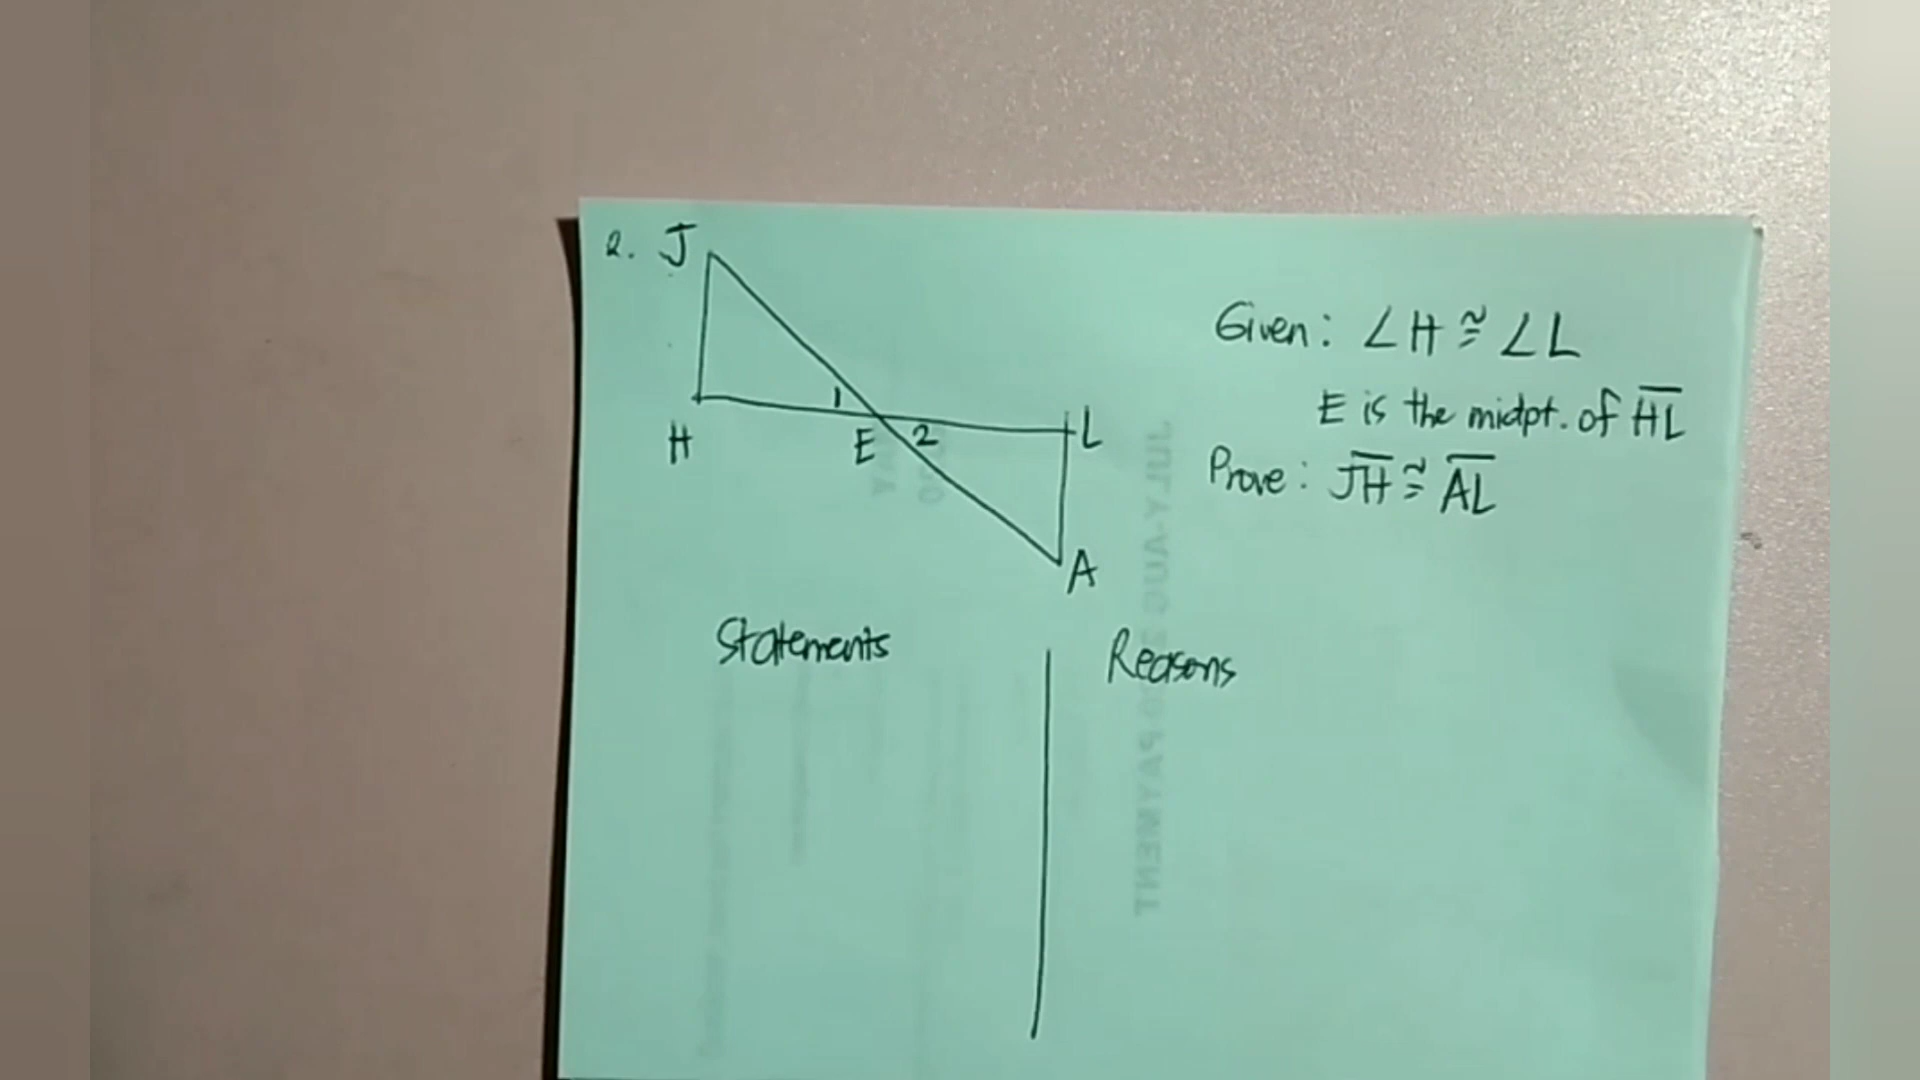 2. J
Given: ∠H ≅ ∠L
1
E is the midpt. of HL
H E 2 L
Prove: JH ≅ AL
A
Statements Reasons